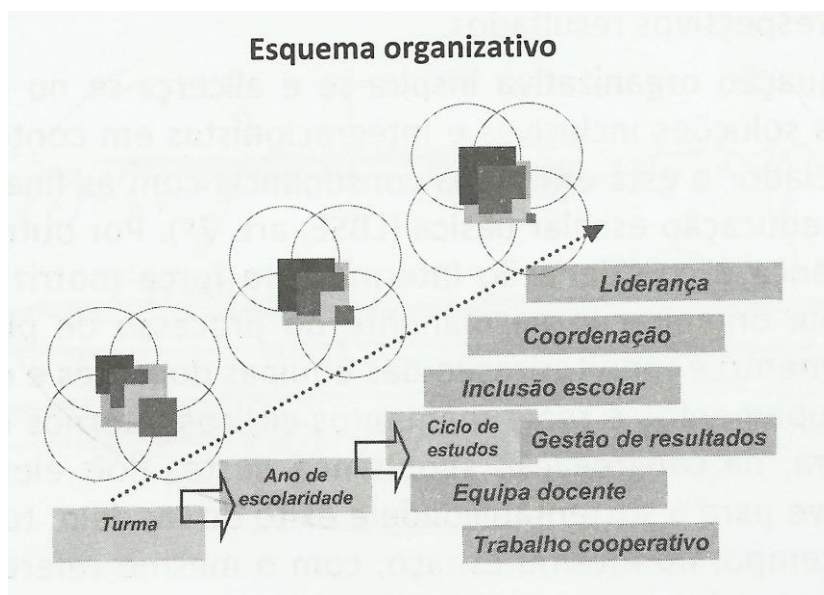 Esquema organizativo
Liderança
Coordenação
Inclusão escolar
Ciclo de
estudos
Gestão de resultados
Ano de
escolaridade
Equipa docente
Turma
Trabalho cooperativo